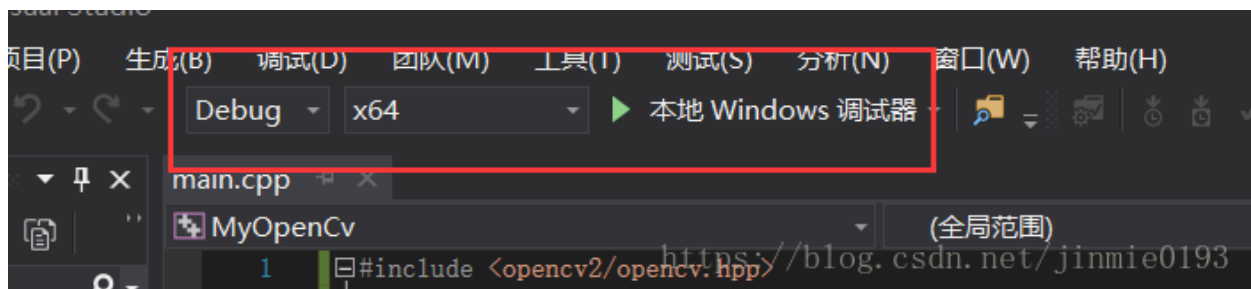 sual Studio
项目(P) 生成(B) 调试(D) 团队(M) 工具(T) 测试(S) 分析(N) 窗口(W) 帮助(H)
Debug x64 本地 Windows 调试器
main.cpp
MyOpenCv (全局范围)
1 #include <opencv2/opencv.hpp>
https://blog.csdn.net/jinmie0193